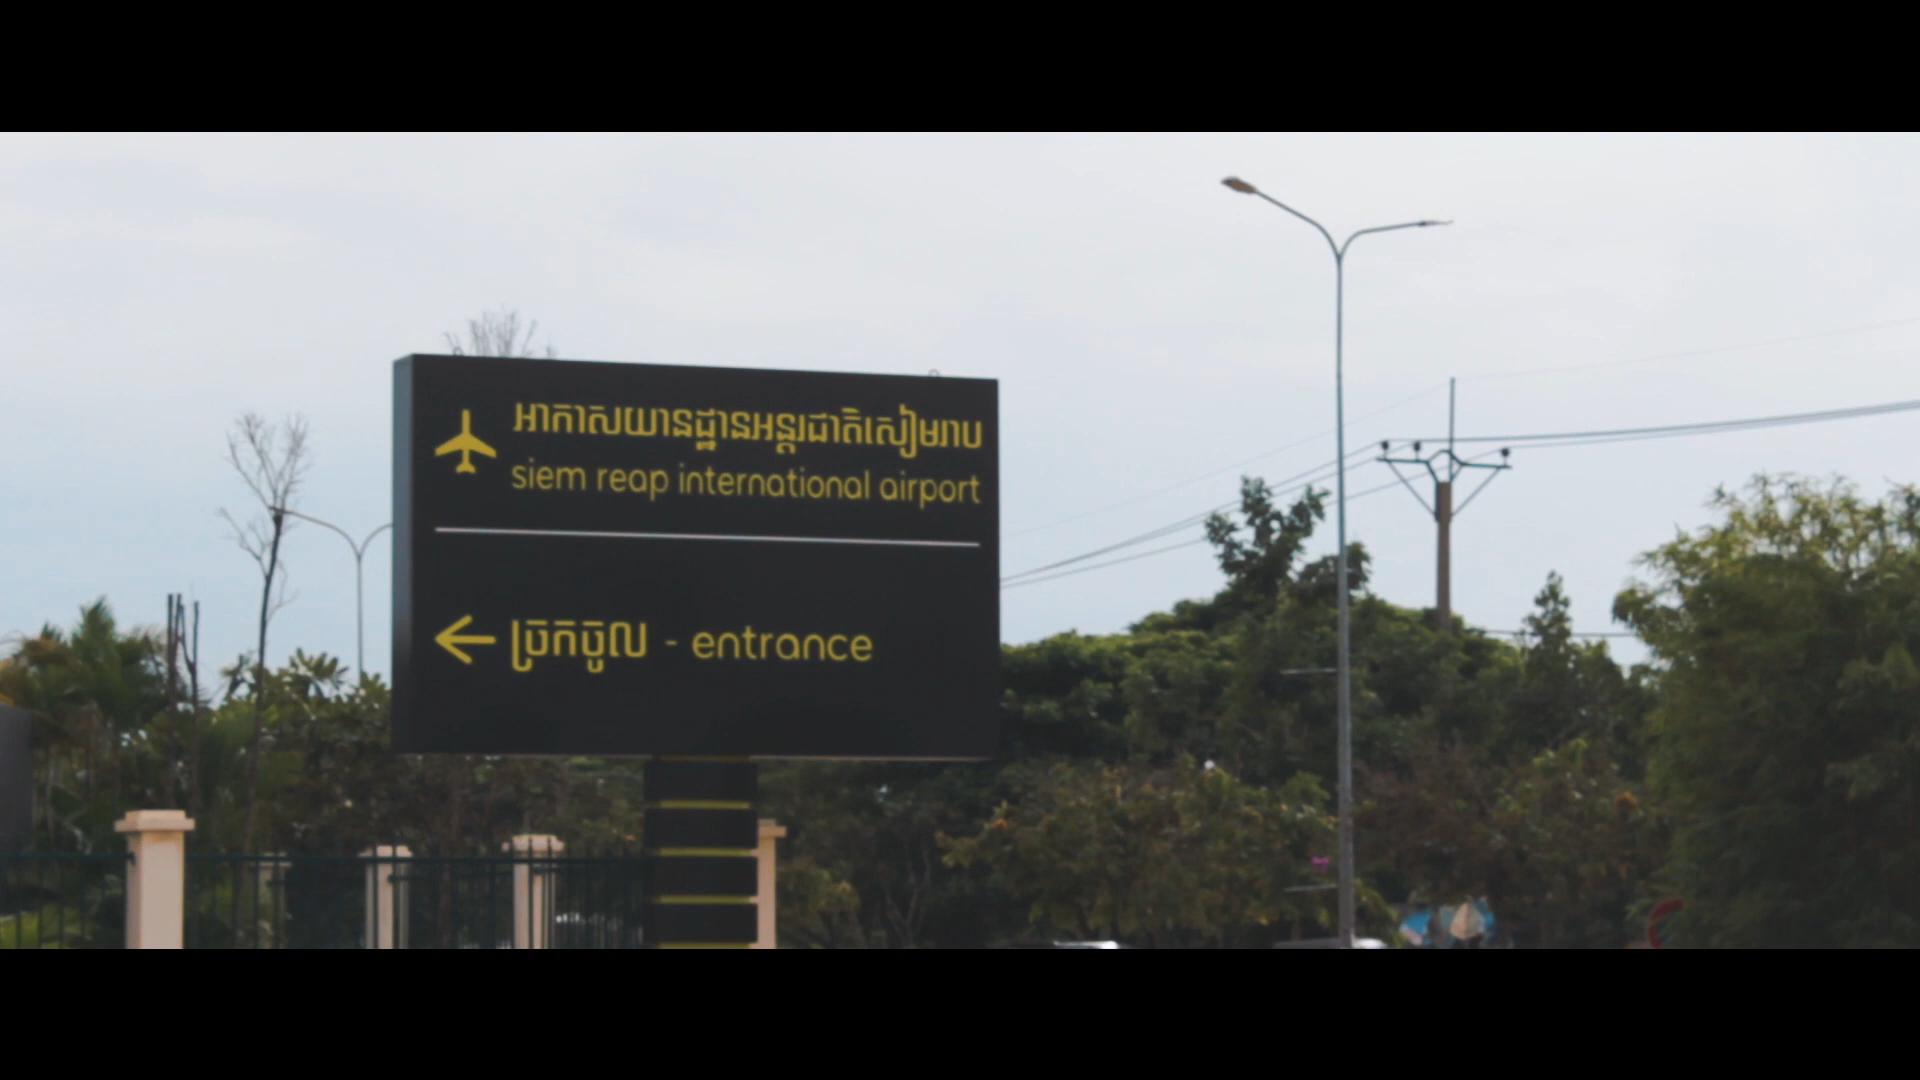 អាកាសយានដ្ឋានអន្តរជាតិសៀមរាប
siem reap international airport
ច្រកចូល - entrance